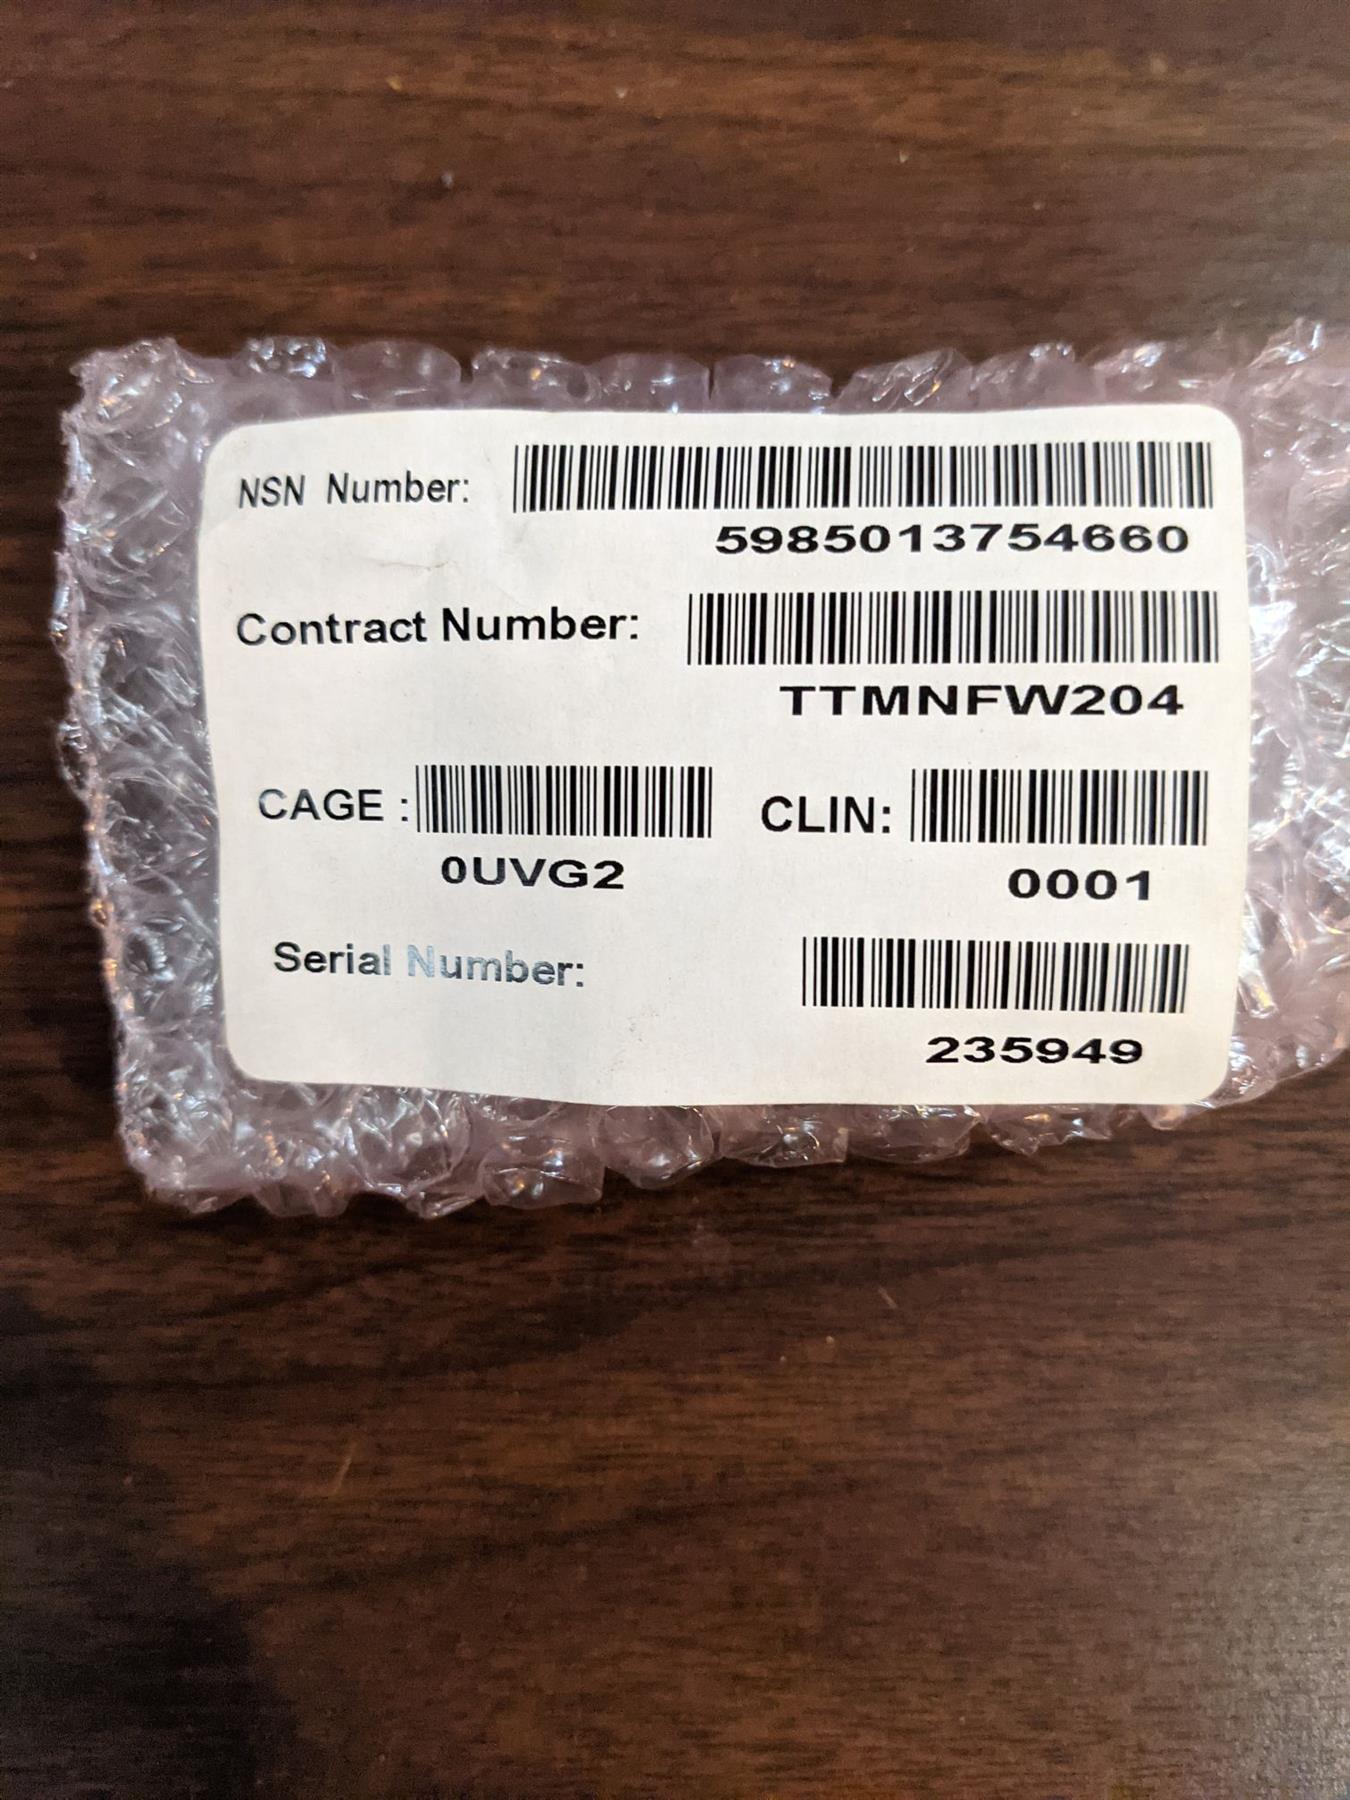 NSN Number:
5985013754660
Contract Number:
TTMNFW204
CAGE :
0UVG2
CLIN:
0001
Serial Number:
235949